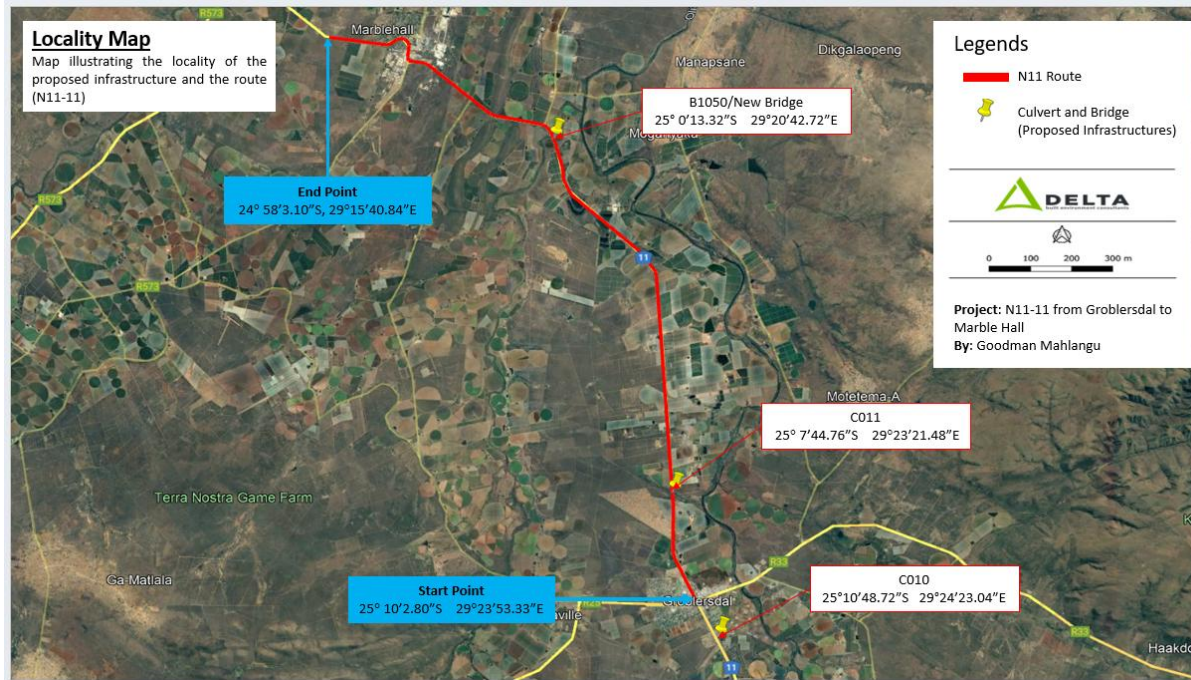 Locality Map
Map illustrating the locality of the
proposed infrastructure and the route
(N11-11)
R573
Marblehall
Dikgalaopeng
Manapsane
B1050/New Bridge
25° 0’13.32”S 29°20’42.72”E
End Point
24° 58’3.10”S, 29°15’40.84”E
R573
11
R573
Motetema-A
C011
25° 7’44.76”S 29°23’21.48”E
Terra Nostra Game Farm
Ga-Matlala
Start Point
25° 10’2.80”S 29°23’53.33”E
R25
Groblersdal
R33
C010
25°10’48.72”S 29°24’23.04”E
R33
11
Legends
N11 Route
Culvert and Bridge
(Proposed Infrastructures)
DELTA
built environment consultants
0 100 200 300 m
Project: N11-11 from Groblersdal to
Marble Hall
By: Goodman Mahlangu